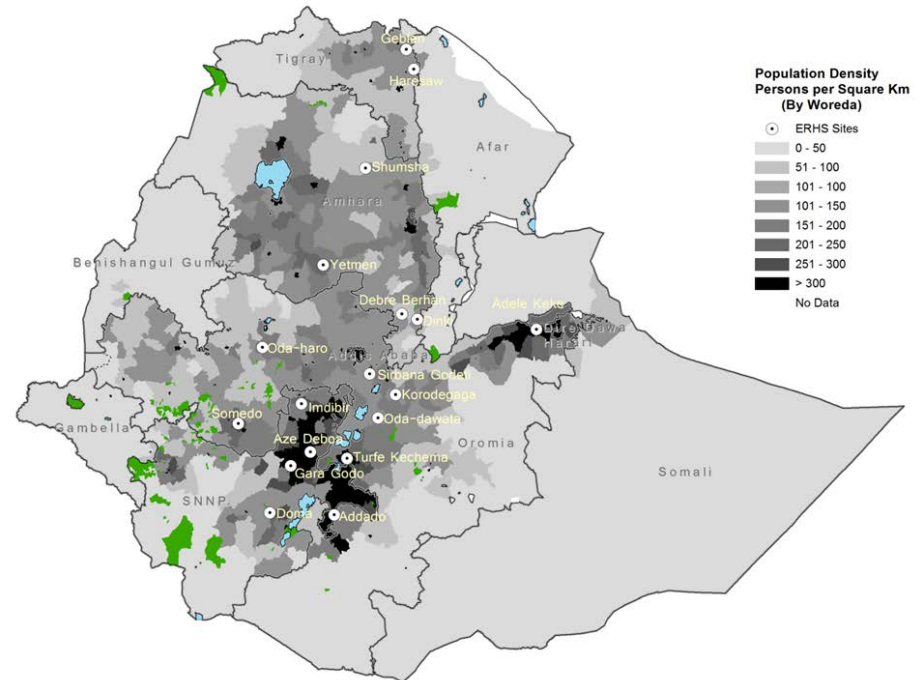 Geblen
Tigray
Haresaw
Population Density
Persons per Square Km
(By Woreda)
ERHS Sites
0 - 50
51 - 100
101 - 100
101 - 150
151 - 200
201 - 250
251 - 300
> 300
No Data
Afar
Shumsha
Amhara
Benishangul Gumuz
Yetmen
Debre Berhan
Dinki
Adele Keke
Dire Dawa
Harari
Oda-haro
Addis Ababa
Sirbana Godeti
Korodegaga
Imdibir
Oda-dawata
Somedo
Gambella
Aze Deboa
Turfe Kechema
Oromia
Somali
Gara Godo
SNNP
Doma
Addado